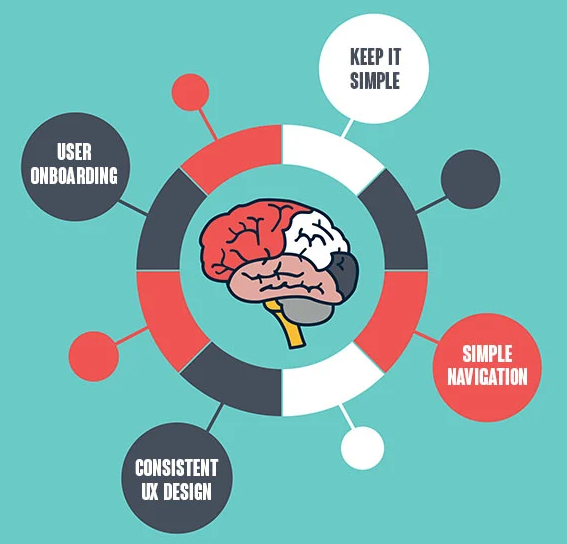 KEEP IT
SIMPLE
USER
ONBOARDING
SIMPLE
NAVIGATION
CONSISTENT
UX DESIGN